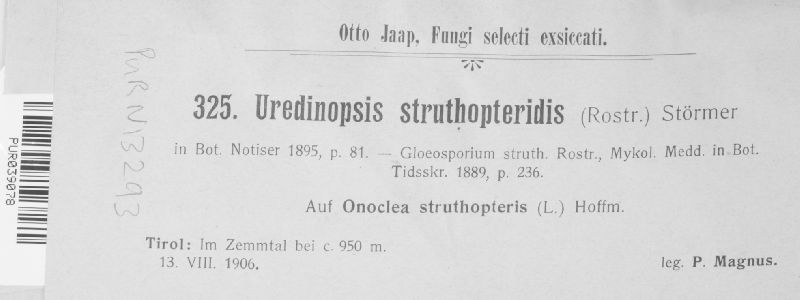 Otto Jaap, Fungi selecti exsiccati.
325. Uredinopsis struthopteridis (Rostr.) Störmer
in Bot. Notiser 1895, p. 81. — Gloeosporium struth. Rostr., Mykol. Medd. in Bot.
Tidsskr. 1889, p. 236.
Auf Onoclea struthopteris (L.) Hoffm.
Tirol: Im Zemmtal bei c. 950 m.
13. VIII. 1906.
leg. P. Magnus.
PUR N13293
PUR039078